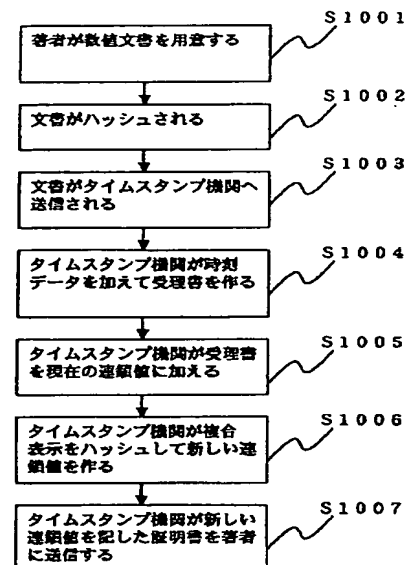 S1001
著者が数値文書を用意する
S1002
文書がハッシュされる
S1003
文書がタイムスタンプ機関へ
送信される
S1004
タイムスタンプ機関が時刻
データを加えて受理書を作る
S1005
タイムスタンプ機関が受理書
を現在の連鎖値に加える
S1006
タイムスタンプ機関が複合
表示をハッシュして新しい連
鎖値を作る
S1007
タイムスタンプ機関が新しい
連鎖値を記した証明書を著者
に送信する